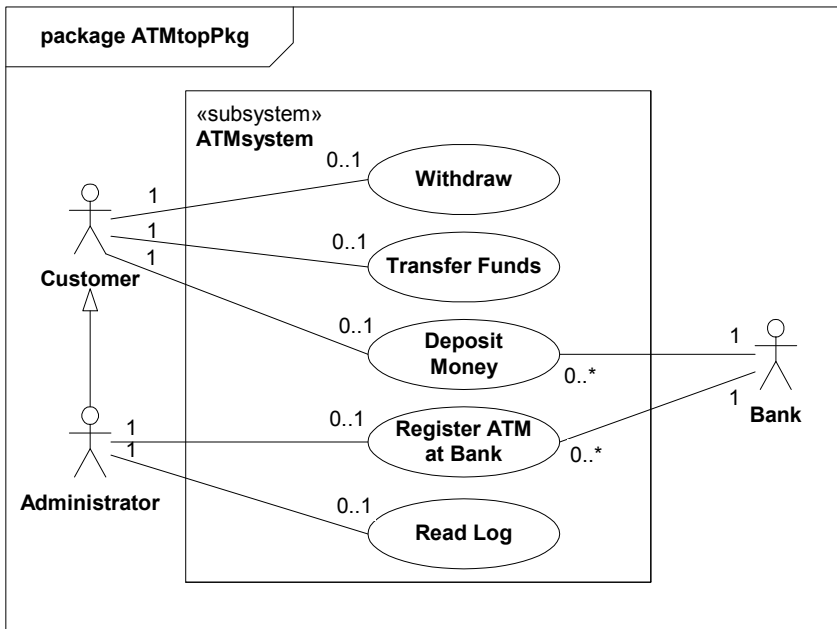 package ATMtopPkg
«subsystem»
ATMsystem
0..1
Withdraw
1
1
0..1
Transfer Funds
Customer
1
0..1
Deposit
Money
1
0..*
Bank
1
1
1
0..1
Register ATM
at Bank
0..*
Administrator
0..1
Read Log